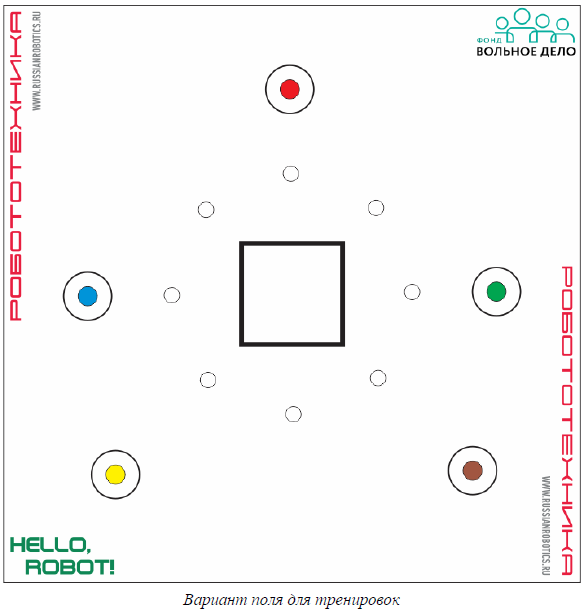 РОБОТОТЕХНИКА
WWW.RUSSIANROBOTICS.RU
ФОНД
ВОЛЬНОЕ ДЕЛО
РОБОТОТЕХНИКА
WWW.RUSSIANROBOTICS.RU
HELLO,
ROBOT!
Вариант поля для тренировок